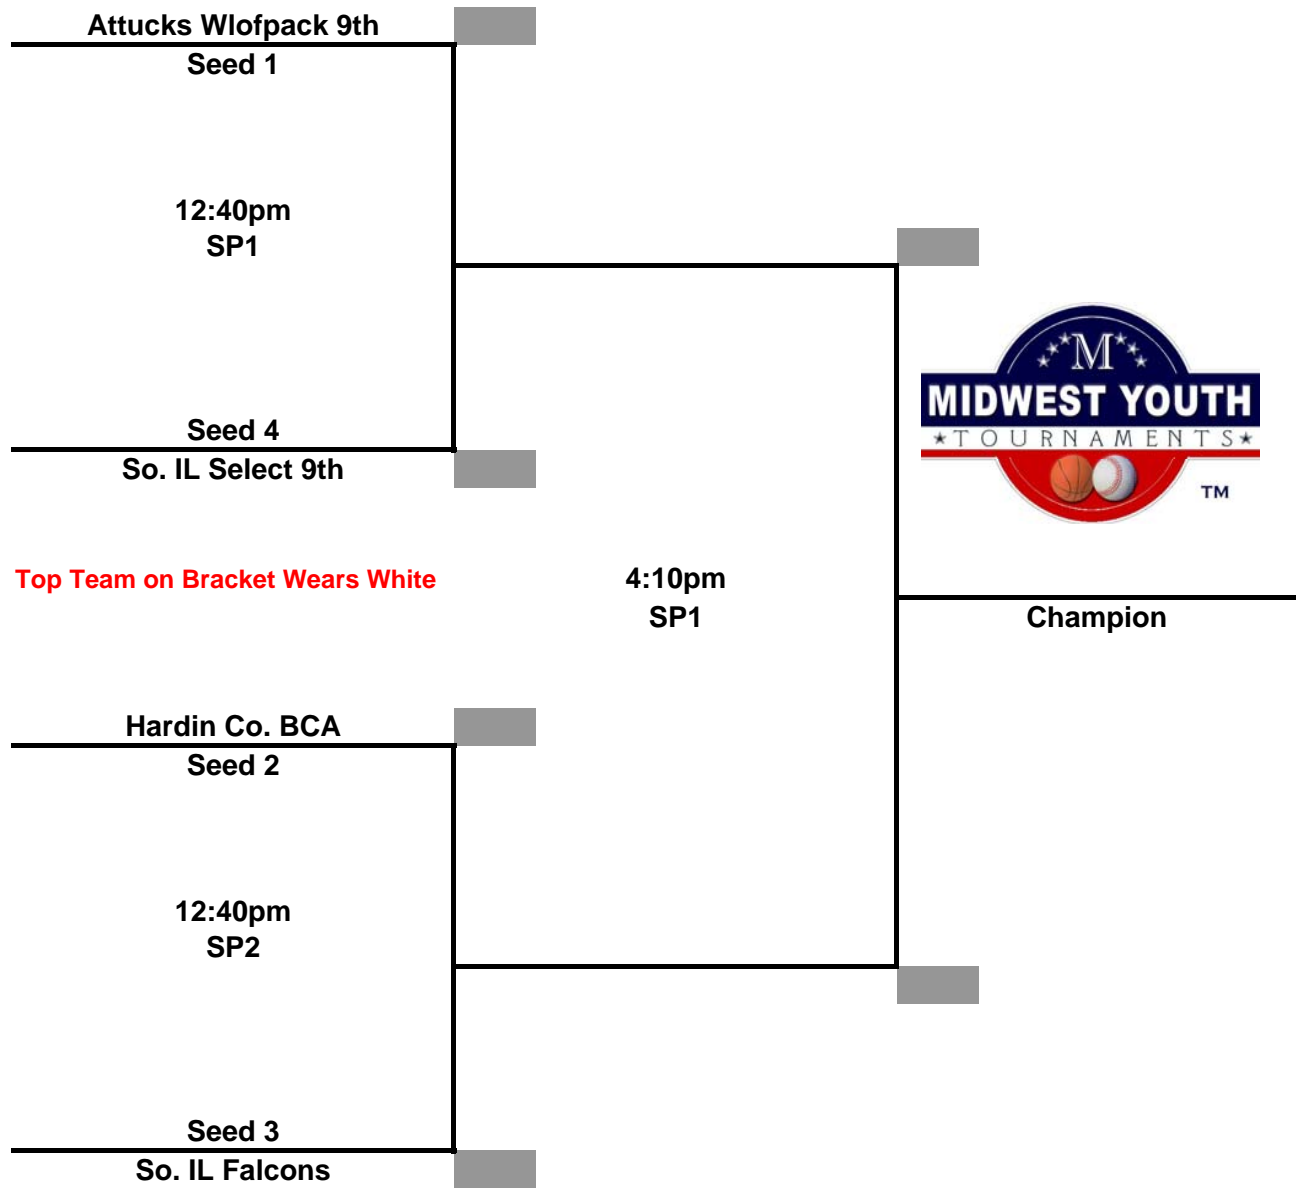 Attucks Wlofpack 9th
Seed 1
12:40pm
SP1
Seed 4
So. IL Select 9th
M
MIDWEST YOUTH
★TOURNAMENTS★
TM
Top Team on Bracket Wears White
4:10pm
SP1
Champion
Hardin Co. BCA
Seed 2
12:40pm
SP2
Seed 3
So. IL Falcons